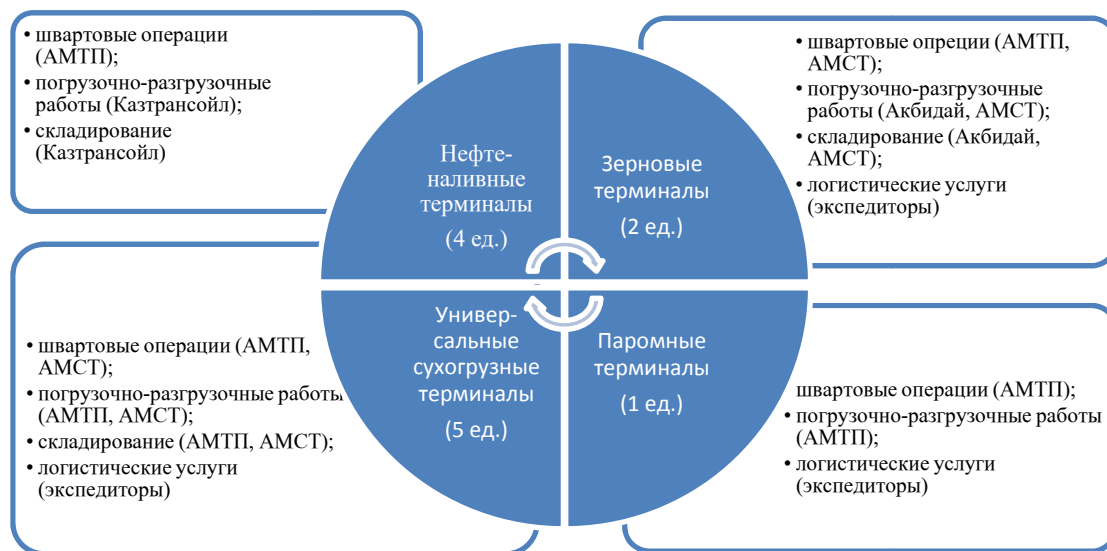 • швартовые операции
(АМТП);
• погрузочно-разгрузочные
работы (Казтрансойл);
• складирование
(Казтрансойл)
Нефте-
наливные
терминалы
(4 ед.)
Зерновые
терминалы
(2 ед.)
• швартовые опреции (АМТП,
АМСТ);
• погрузочно-разгрузочные
работы (Акбидай, АМСТ);
• складирование (Акбидай,
АМСТ);
• логистические услуги
(экспедиторы)
• швартовые операции (АМТП,
АМСТ);
• погрузочно-разгрузочные работы
(АМТП, АМСТ);
• складирование (АМТП, АМСТ);
• логистические услуги
(экспедиторы)
Универ-
сальные
сухогрузные
терминалы
(5 ед.)
Паромные
терминалы
(1 ед.)
швартовые операции (АМТП);
• погрузочно-разгрузочные работы
(АМТП);
• логистические услуги
(экспедиторы)